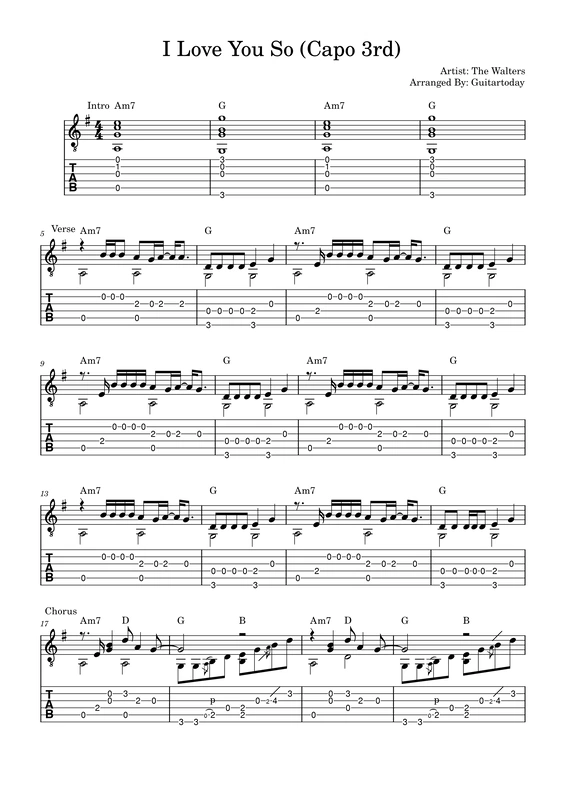 I Love You So (Capo 3rd)
Artist: The Walters
Arranged By: Guitartoday
Intro Am7 G Am7 G
5 Verse Am7 G Am7 G
9 Am7 G Am7 G
13 Am7 G Am7 G
Chorus
17 Am7 D G B Am7 D G B